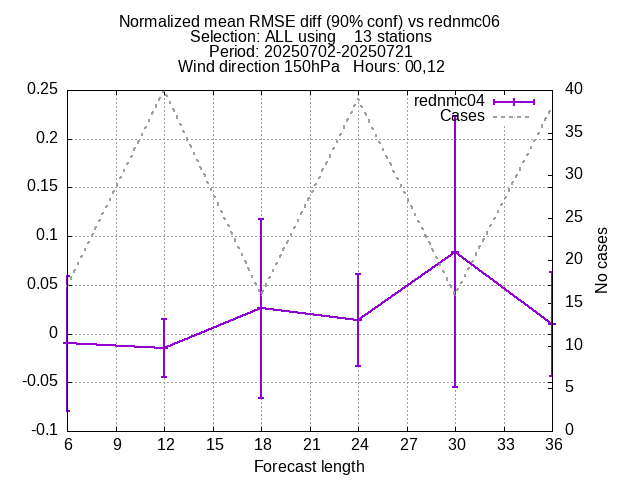 Normalized mean RMSE diff (90% conf) vs rednmc06
Selection: ALL using    13 stations
Period: 20250702-20250721
Wind direction 150hPa   Hours: 00,12
rednmc04
Cases
0.25
0.2
0.15
0.1
0.05
0
-0.05
-0.1
40
35
30
25
20
15
10
5
0
No cases
6 9 12 15 18 21 24 27 30 33 36
Forecast length